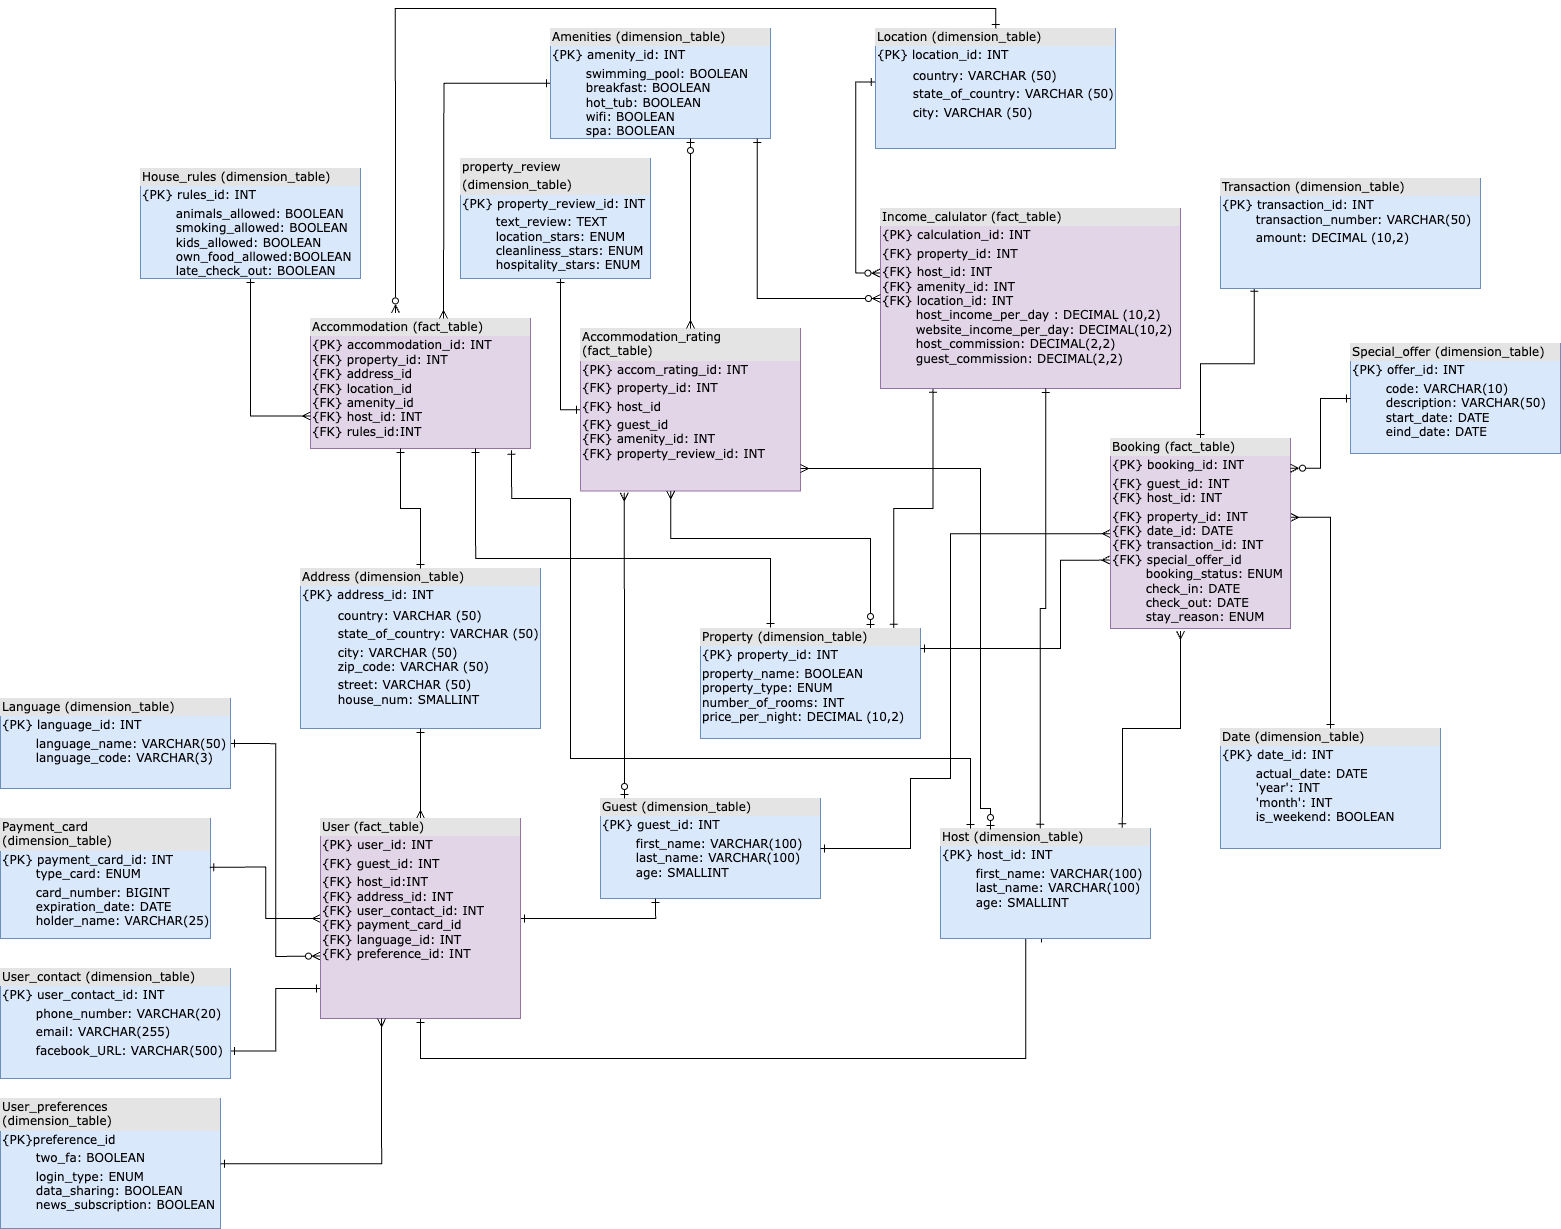 Amenities (dimension_table)
{PK} amenity_id: INT
swimming_pool: BOOLEAN
breakfast: BOOLEAN
hot_tub: BOOLEAN
wifi: BOOLEAN
spa: BOOLEAN
Location (dimension_table)
{PK} location_id: INT
country: VARCHAR (50)
state_of_country: VARCHAR (50)
city: VARCHAR (50)
House_rules (dimension_table)
{PK} rules_id: INT
animals_allowed: BOOLEAN
smoking_allowed: BOOLEAN
kids_allowed: BOOLEAN
own_food_allowed:BOOLEAN
late_check_out: BOOLEAN
property_review
(dimension_table)
{PK} property_review_id: INT
text_review: TEXT
location_stars: ENUM
cleanliness_stars: ENUM
hospitality_stars: ENUM
Income_calulator (fact_table)
{PK} calculation_id: INT
{FK} property_id: INT
{FK} host_id: INT
{FK} amenity_id: INT
{FK} location_id: INT
host_income_per_day : DECIMAL (10,2)
website_income_per_day: DECIMAL(10,2)
host_commission: DECIMAL(2,2)
guest_commission: DECIMAL(2,2)
Transaction (dimension_table)
{PK} transaction_id: INT
transaction_number: VARCHAR(50)
amount: DECIMAL (10,2)
Accommodation (fact_table)
{PK} accommodation_id: INT
{FK} property_id: INT
{FK} address_id
{FK} location_id
{FK} amenity_id
{FK} host_id: INT
{FK} rules_id:INT
Accommodation_rating
(fact_table)
{PK} accom_rating_id: INT
{FK} property_id: INT
{FK} host_id
{FK} guest_id
{FK} amenity_id: INT
{FK} property_review_id: INT
Special_offer (dimension_table)
{PK} offer_id: INT
code: VARCHAR(10)
description: VARCHAR(50)
start_date: DATE
eind_date: DATE
Booking (fact_table)
{PK} booking_id: INT
{FK} guest_id: INT
{FK} host_id: INT
{FK} property_id: INT
{FK} date_id: DATE
{FK} transaction_id: INT
{FK} special_offer_id
booking_status: ENUM
check_in: DATE
check_out: DATE
stay_reason: ENUM
Address (dimension_table)
{PK} address_id: INT
country: VARCHAR (50)
state_of_country: VARCHAR (50)
city: VARCHAR (50)
zip_code: VARCHAR (50)
street: VARCHAR (50)
house_num: SMALLINT
Property (dimension_table)
{PK} property_id: INT
property_name: BOOLEAN
property_type: ENUM
number_of_rooms: INT
price_per_night: DECIMAL (10,2)
Language (dimension_table)
{PK} language_id: INT
language_name: VARCHAR(50)
language_code: VARCHAR(3)
Date (dimension_table)
{PK} date_id: INT
actual_date: DATE
'year': INT
'month': INT
is_weekend: BOOLEAN
Payment_card
(dimension_table)
{PK} payment_card_id: INT
type_card: ENUM
card_number: BIGINT
expiration_date: DATE
holder_name: VARCHAR(25)
User (fact_table)
{PK} user_id: INT
{FK} guest_id: INT
{FK} host_id:INT
{FK} address_id: INT
{FK} user_contact_id: INT
{FK} payment_card_id
{FK} language_id: INT
{FK} preference_id: INT
Guest (dimension_table)
{PK} guest_id: INT
first_name: VARCHAR(100)
last_name: VARCHAR(100)
age: SMALLINT
Host (dimension_table)
{PK} host_id: INT
first_name: VARCHAR(100)
last_name: VARCHAR(100)
age: SMALLINT
User_contact (dimension_table)
{PK} user_contact_id: INT
phone_number: VARCHAR(20)
email: VARCHAR(255)
facebook_URL: VARCHAR(500)
User_preferences
(dimension_table)
{PK}preference_id
two_fa: BOOLEAN
login_type: ENUM
data_sharing: BOOLEAN
news_subscription: BOOLEAN